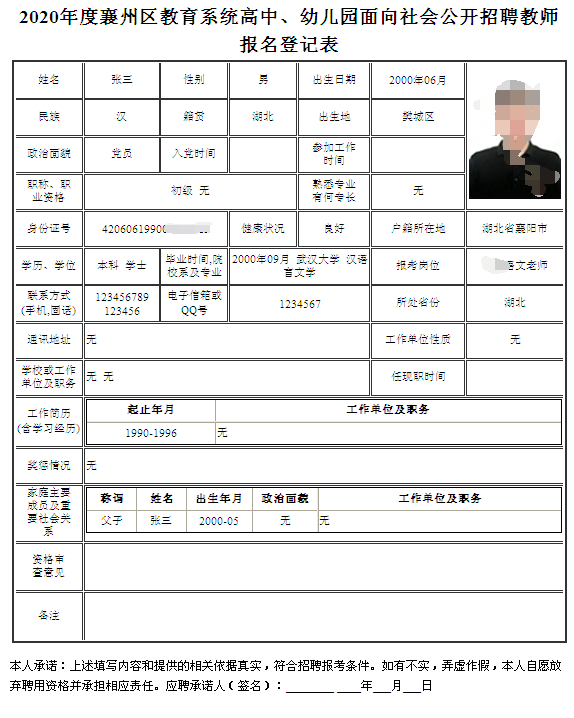 2020年度襄州区教育系统高中、幼儿园面向社会公开招聘教师
报名登记表
姓名 张三 性别 男 出生日期 2000年06月
民族 汉 籍贯 湖北 出生地 樊城区
政治面貌 党员 入党时间 参加工作
时间
职称、职
业资格 初级 无 熟悉专业
有何专长 无
身份证号 42060619900 健康状况 良好 户籍所在地 湖北省襄阳市
学历、学位 本科 学士 毕业时间,院
校系及专业 2000年09月 武汉大学 汉语
言文学 报考岗位 语文老师
联系方式
(手机,固话) 123456789
123456 电子信箱或
QQ号 1234567 所处省份 湖北
通讯地址 无 工作单位性质 无
学校或工作
单位及职务 无 无 任现职时间
工作简历
(含学习经历) 起止年月 工作单位及职务
1990-1996 无
奖惩情况 无
家庭主要
成员及重
要社会关
系 称谓 姓名 出生年月 政治面貌 工作单位及职务
父子 张三 2000-05 无 无
资格审
查意见
备注
本人承诺：上述填写内容和提供的相关依据真实，符合招聘报考条件。如有不实，弄虚作假，本人自愿放
弃聘用资格并承担相应责任。应聘承诺人（签名）：________ ____年___月___日